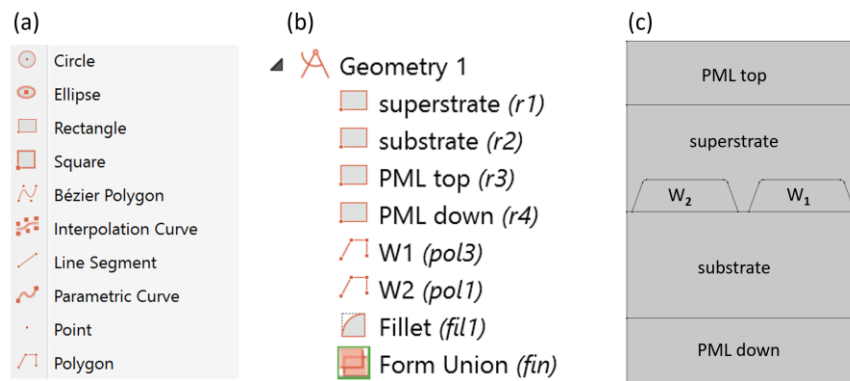 (a)
Circle
Ellipse
Rectangle
Square
Bézier Polygon
Interpolation Curve
Line Segment
Parametric Curve
Point
Polygon
(b)
Geometry 1
superstrate (r1)
substrate (r2)
PML top (r3)
PML down (r4)
W1 (pol3)
W2 (pol1)
Fillet (fil1)
Form Union (fin)
(c)
PML top
superstrate
W₂ W₁
substrate
PML down